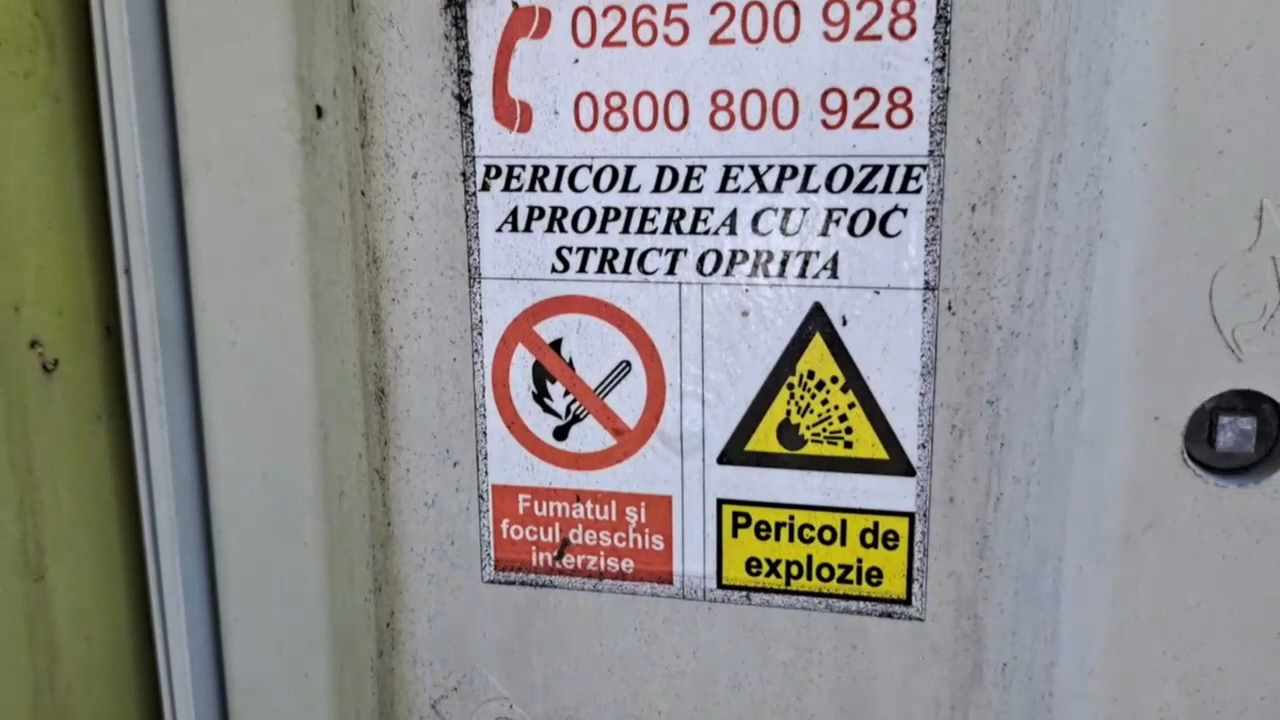 0265 200 928
0800 800 928
PERICOL DE EXPLOZIE
APROPIEREA CU FOC
STRICT OPRITA
Fumatul și
focul deschis
interzise
Pericol de
explozie